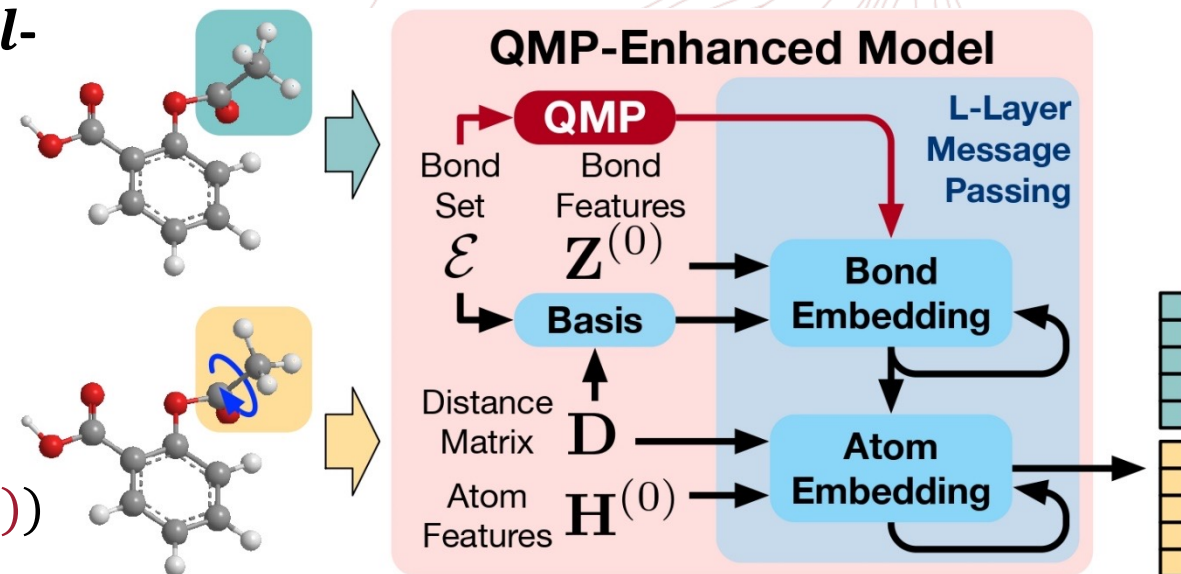 l-
QMP-Enhanced Model
QMP
L-Layer
Message
Passing
Bond
Set
ℰ
Bond
Features
Z^(0)
Bond
Embedding
Basis
Distance
Matrix
D
Atom
Embedding
Atom
Features
H^(0)
))